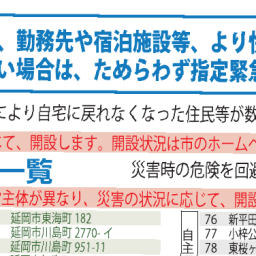 、勤務先や宿泊施設等、より
い場合は、ためらわず指定緊急
により自宅に戻れなくなった住民等が数
て、開設します。開設状況は市のホームペ
一覧
災害時の危険を回避
主体が異なり、災害の状況に応じて、開設
延岡市東海町 182
延岡市川島町 2770- イ
延岡市川島町 951-11
自主
76 新平田
77 小梓公
78 東桜ヶ